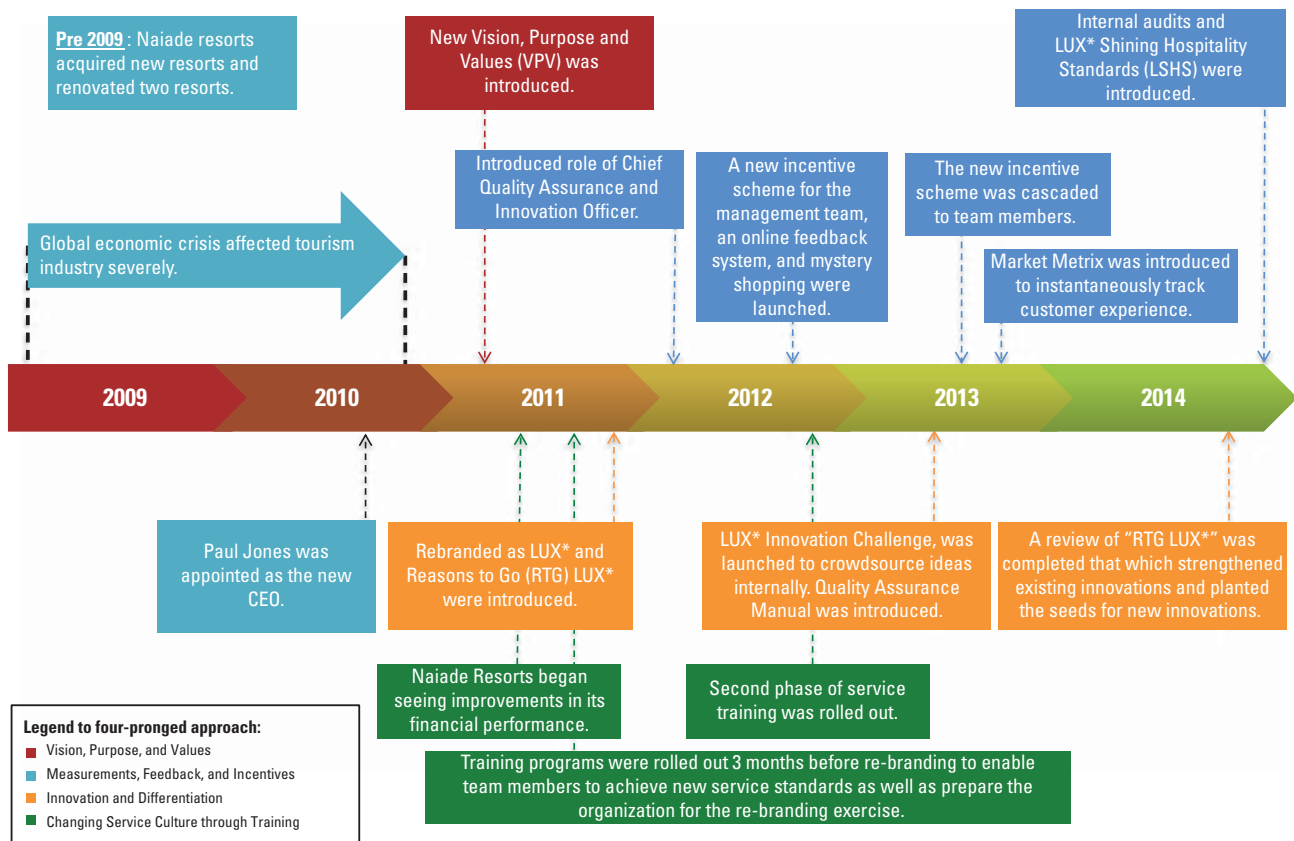 Pre 2009 : Naiade resorts
acquired new resorts and
renovated two resorts.
New Vision, Purpose and
Values (VPV) was
introduced.
Internal audits and
LUX* Shining Hospitality
Standards (LSHS) were
introduced.
Introduced role of Chief
Quality Assurance and
Innovation Officer.
A new incentive
scheme for the
management team,
an online feedback
system, and mystery
shopping were
launched.
The new incentive
scheme was cascaded
to team members.
Global economic crisis affected tourism
industry severely.
Market Metrix was introduced
to instantaneously track
customer experience.
2009
2010
2011
2012
2013
2014
Paul Jones was
appointed as the new
CEO.
Rebranded as LUX* and
Reasons to Go (RTG) LUX*
were introduced.
LUX* Innovation Challenge, was
launched to crowdsource ideas
internally. Quality Assurance
Manual was introduced.
A review of “RTG LUX*” was
completed that which strengthened
existing innovations and planted
the seeds for new innovations.
Naiade Resorts began
seeing improvements in its
financial performance.
Second phase of service
training was rolled out.
Training programs were rolled out 3 months before re-branding to enable
team members to achieve new service standards as well as prepare the
organization for the re-branding exercise.
Legend to four-pronged approach:
Vision, Purpose, and Values
Measurements, Feedback, and Incentives
Innovation and Differentiation
Changing Service Culture through Training